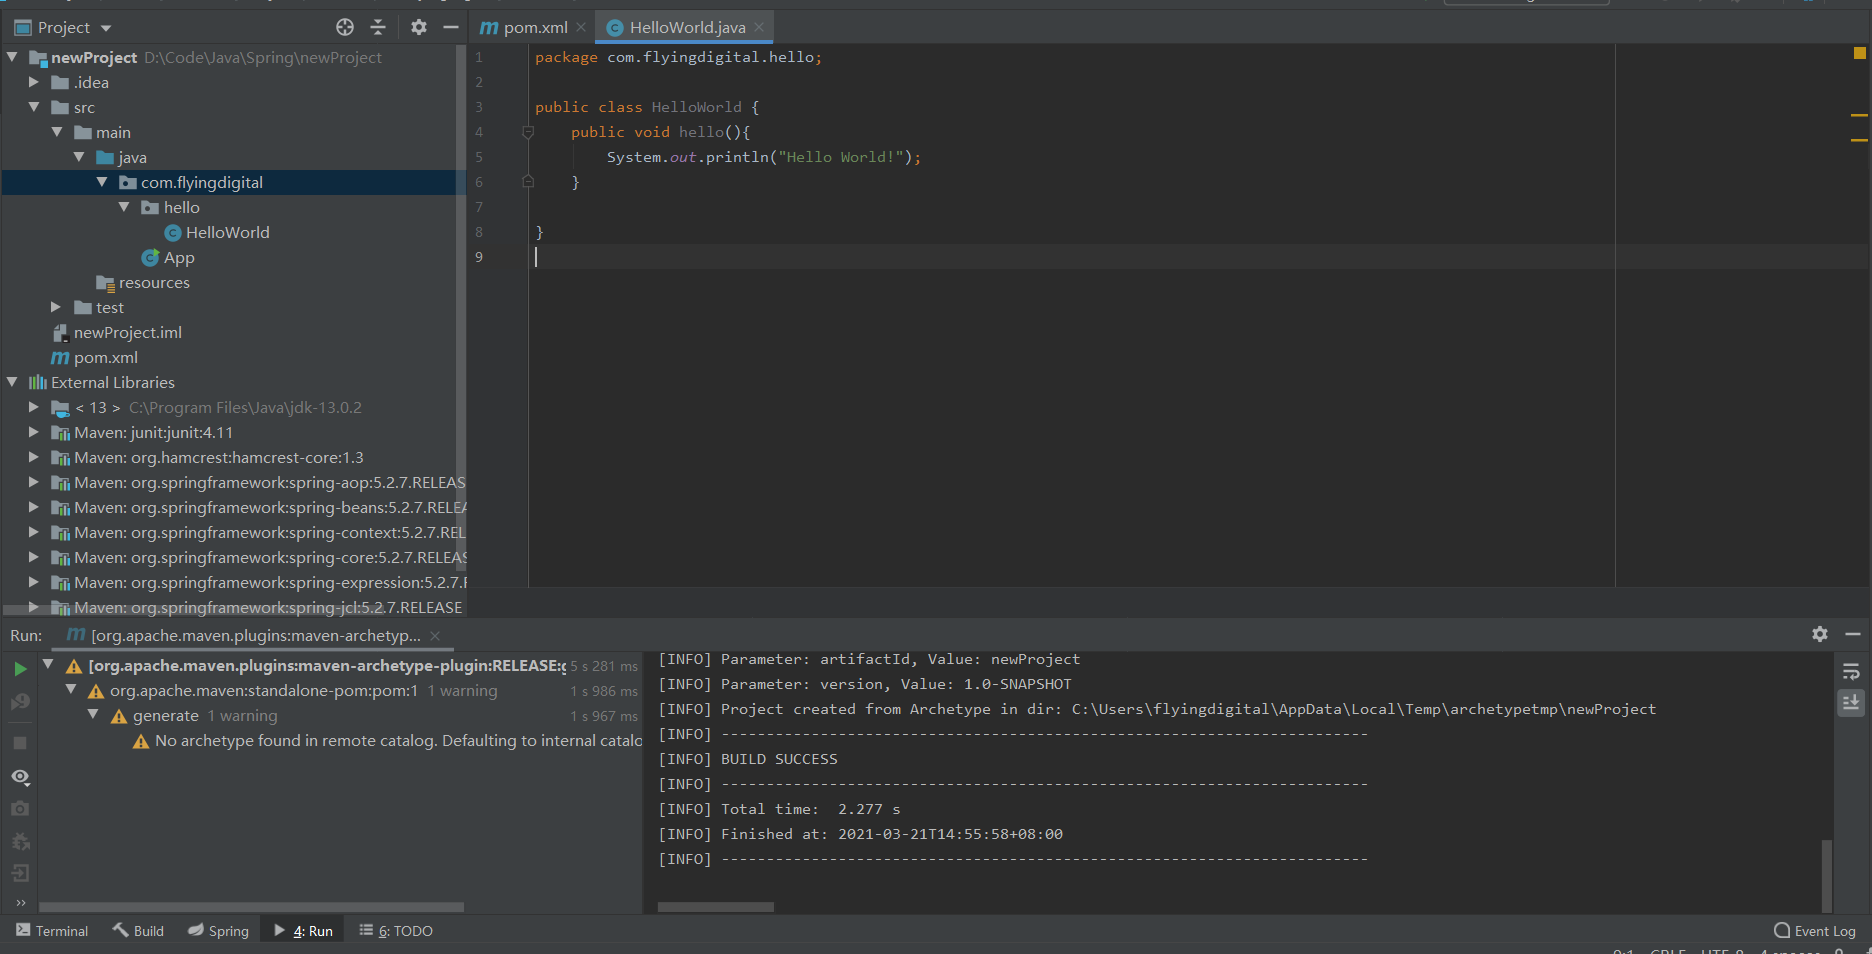 Project
newProject D:\Code\Java\Spring\newProject
.idea
src
main
java
com.flyingdigital
hello
HelloWorld
App
resources
test
newProject.iml
pom.xml
External Libraries
< 13 > C:\Program Files\Java\jdk-13.0.2
Maven: junit:junit:4.11
Maven: org.hamcrest:hamcrest-core:1.3
Maven: org.springframework:spring-aop:5.2.7.RELEAS
Maven: org.springframework:spring-beans:5.2.7.RELEA
Maven: org.springframework:spring-context:5.2.7.REL
Maven: org.springframework:spring-core:5.2.7.RELEAS
Maven: org.springframework:spring-expression:5.2.7.R
Maven: org.springframework:spring-jcl:5.2.7.RELEASE
pom.xml HelloWorld.java
1 package com.flyingdigital.hello;
2
3 public class HelloWorld {
4 public void hello(){
5 System.out.println("Hello World!");
6 }
7
8 }
9
Run: [org.apache.maven.plugins:maven-archetyp...
[org.apache.maven.plugins:maven-archetype-plugin:RELEASE:g 5 s 281 ms
org.apache.maven:standalone-pom:pom:1 1 warning 1 s 986 ms
generate 1 warning 1 s 967 ms
No archetype found in remote catalog. Defaulting to internal catalo
[INFO] Parameter: artifactId, Value: newProject
[INFO] Parameter: version, Value: 1.0-SNAPSHOT
[INFO] Project created from Archetype in dir: C:\Users\flyingdigital\AppData\Local\Temp\archetypetmp\newProject
[INFO] ------------------------------------------------------------------------
[INFO] BUILD SUCCESS
[INFO] ------------------------------------------------------------------------
[INFO] Total time:  2.277 s
[INFO] Finished at: 2021-03-21T14:55:58+08:00
[INFO] ------------------------------------------------------------------------
Terminal Build Spring 4: Run 6: TODO Event Log